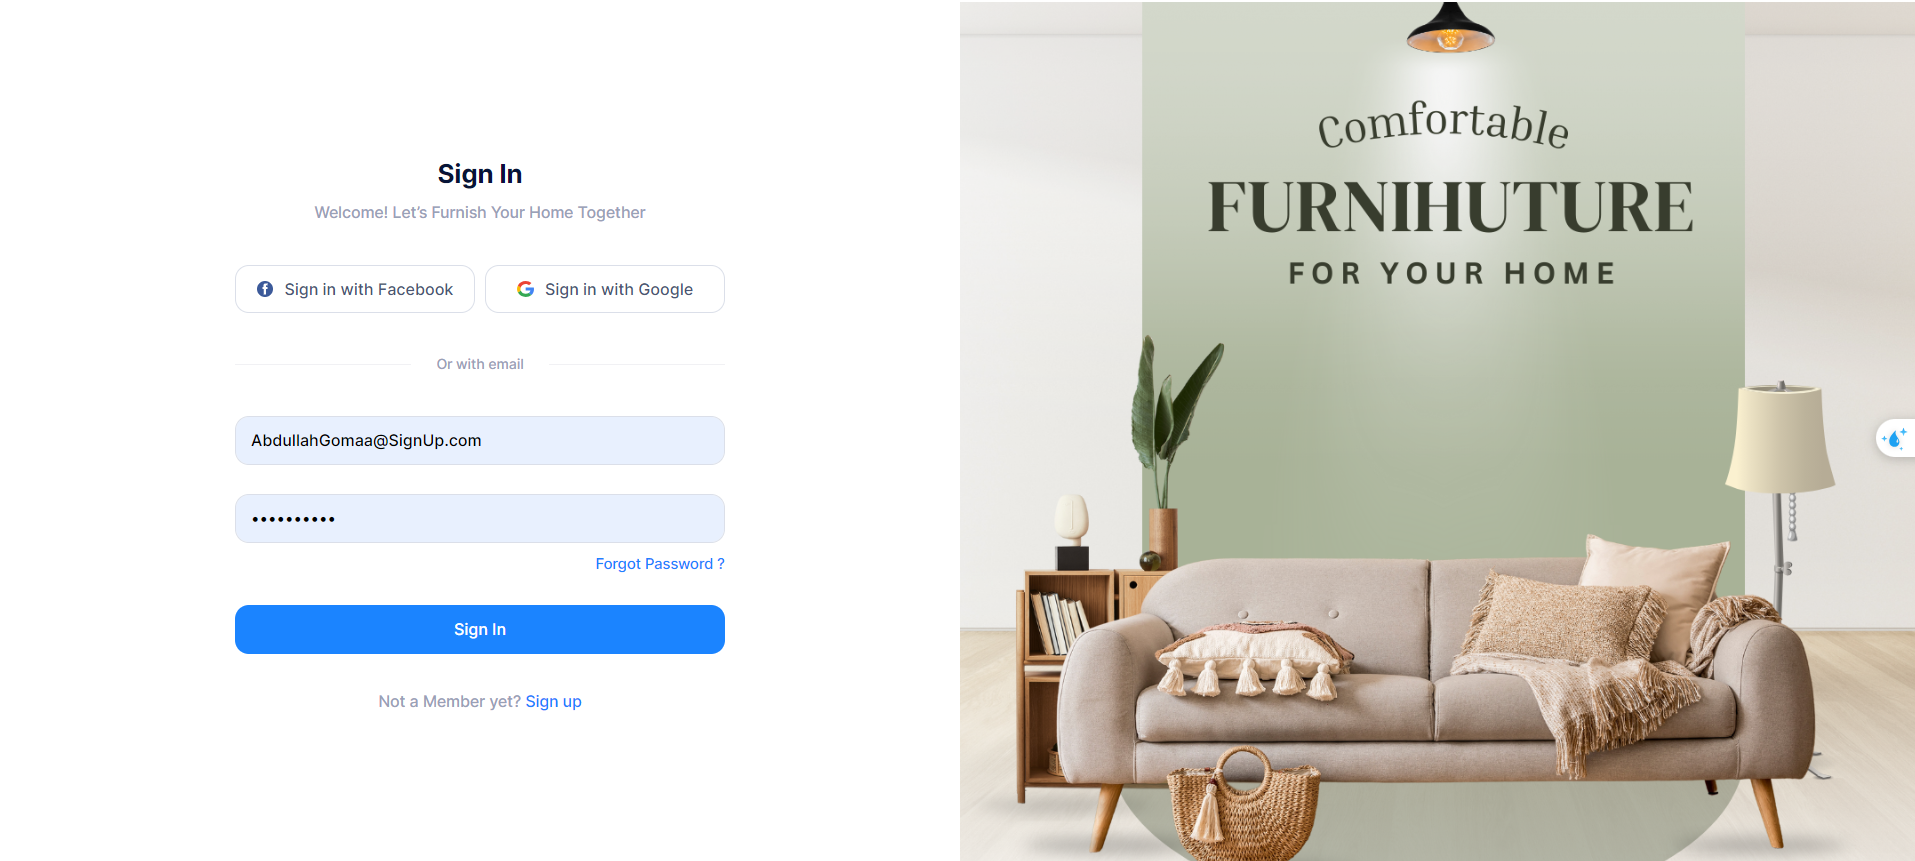 Sign In
Welcome! Let’s Furnish Your Home Together
Sign in with Facebook
Sign in with Google
Or with email
AbdullahGomaa@SignUp.com
••••••••••
Forgot Password ?
Sign In
Not a Member yet? Sign up
Comfortable
FURNIHUTURE
FOR YOUR HOME